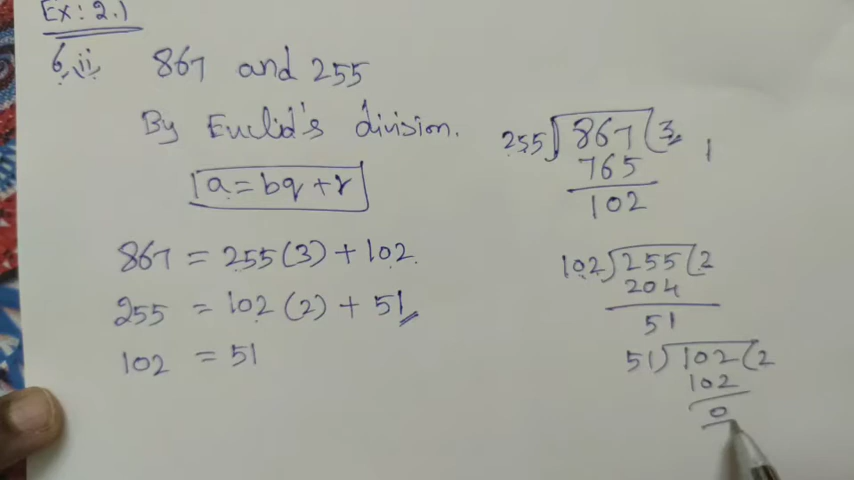 Ex: 2.1
6. ii 867 and 255
By Euclid's division.
a = bq + r
867 = 255 (3) + 102.
255 = 102 (2) + 51
102 = 51
255) 867 (3
765
102
102) 255 (2
204
51
51) 102 (2
102
0